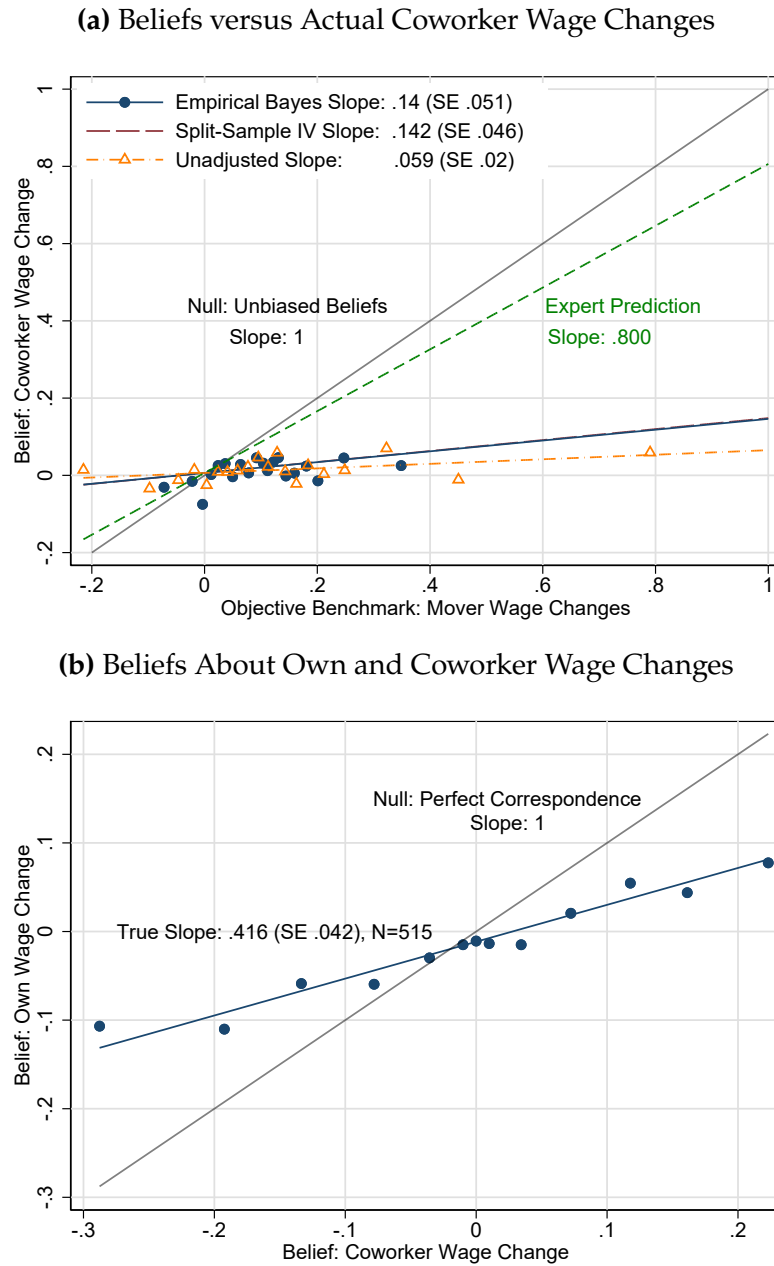 (a) Beliefs versus Actual Coworker Wage Changes
Empirical Bayes Slope: .14 (SE .051)
Split-Sample IV Slope: .142 (SE .046)
Unadjusted Slope: .059 (SE .02)
Null: Unbiased Beliefs
Slope: 1
Expert Prediction
Slope: .800
Belief: Coworker Wage Change
1
.8
.6
.4
.2
0
-.2
-.2 0 .2 .4 .6 .8 1
Objective Benchmark: Mover Wage Changes
(b) Beliefs About Own and Coworker Wage Changes
Null: Perfect Correspondence
Slope: 1
True Slope: .416 (SE .042), N=515
Belief: Own Wage Change
.2
.1
0
-.1
-.2
-.3
-.3 -.2 -.1 0 .1 .2
Belief: Coworker Wage Change